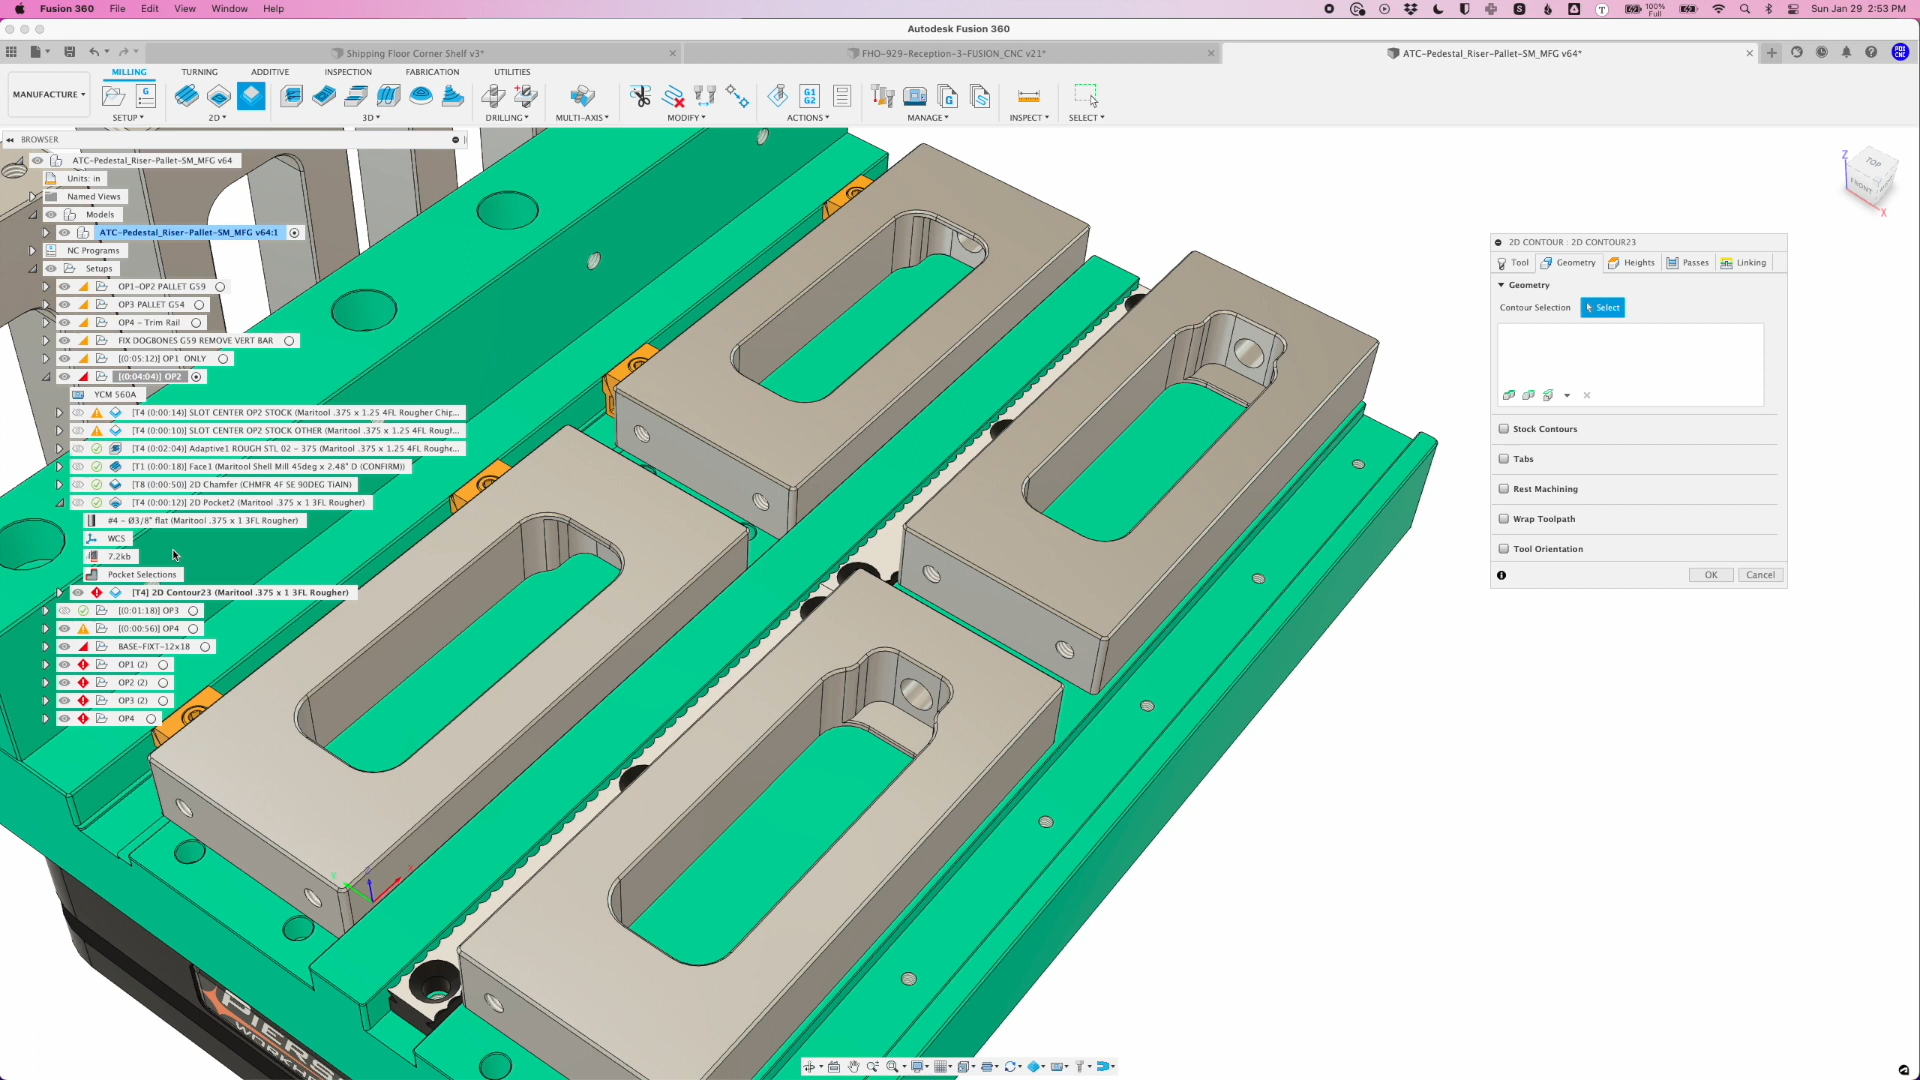 Fusion 360 File Edit View Window Help
100% Full
Sun Jan 29 2:53 PM
Autodesk Fusion 360
Shipping Floor Corner Shelf v3*
FHO-929-Reception-3-FUSION_CNC v21*
ATC-Pedestal_Riser-Pallet-SM_MFG v64*
PDX CNC
MILLING TURNING ADDITIVE INSPECTION FABRICATION UTILITIES
MANUFACTURE
G
G1 G2
G
SETUP 2D 3D DRILLING MULTI-AXIS MODIFY ACTIONS MANAGE INSPECT SELECT
BROWSER
ATC-Pedestal_Riser-Pallet-SM_MFG v64
Units: in
Named Views
Models
ATC-Pedestal_Riser-Pallet-SM_MFG v64:1
NC Programs
Setups
OP1-OP2 PALLET G59
OP3 PALLET G54
OP4 - Trim Rail
FIX DOGBONES G59 REMOVE VERT BAR
[(0:05:12)] OP1 ONLY
[(0:04:04)] OP2
YCM 560A
[T4 (0:00:14)] SLOT CENTER OP2 STOCK (Maritool .375 x 1.25 4FL Rougher Chip...
[T4 (0:00:10)] SLOT CENTER OP2 STOCK OTHER (Maritool .375 x 1.25 4FL Rough...
[T4 (0:02:04)] Adaptive1 ROUGH STL 02 - 375 (Maritool .375 x 1.25 4FL Roughe...
[T1 (0:00:18)] Face1 (Maritool Shell Mill 45deg x 2.48" D (CONFIRM))
[T8 (0:00:50)] 2D Chamfer (CHMFR 4F SE 90DEG TiAIN)
[T4 (0:00:12)] 2D Pocket2 (Maritool .375 x 1 3FL Rougher)
#4 - Ø3/8" flat (Maritool .375 x 1 3FL Rougher)
WCS
7.2kb
Pocket Selections
[T4] 2D Contour23 (Maritool .375 x 1 3FL Rougher)
[(0:01:18)] OP3
[(0:00:56)] OP4
BASE-FIXT-12x18
OP1 (2)
OP2 (2)
OP3 (2)
OP4
Z
TOP
FRONT
X
2D CONTOUR : 2D CONTOUR23
Tool Geometry Heights Passes Linking
Geometry
Contour Selection Select
Stock Contours
Tabs
Rest Machining
Wrap Toolpath
Tool Orientation
OK Cancel